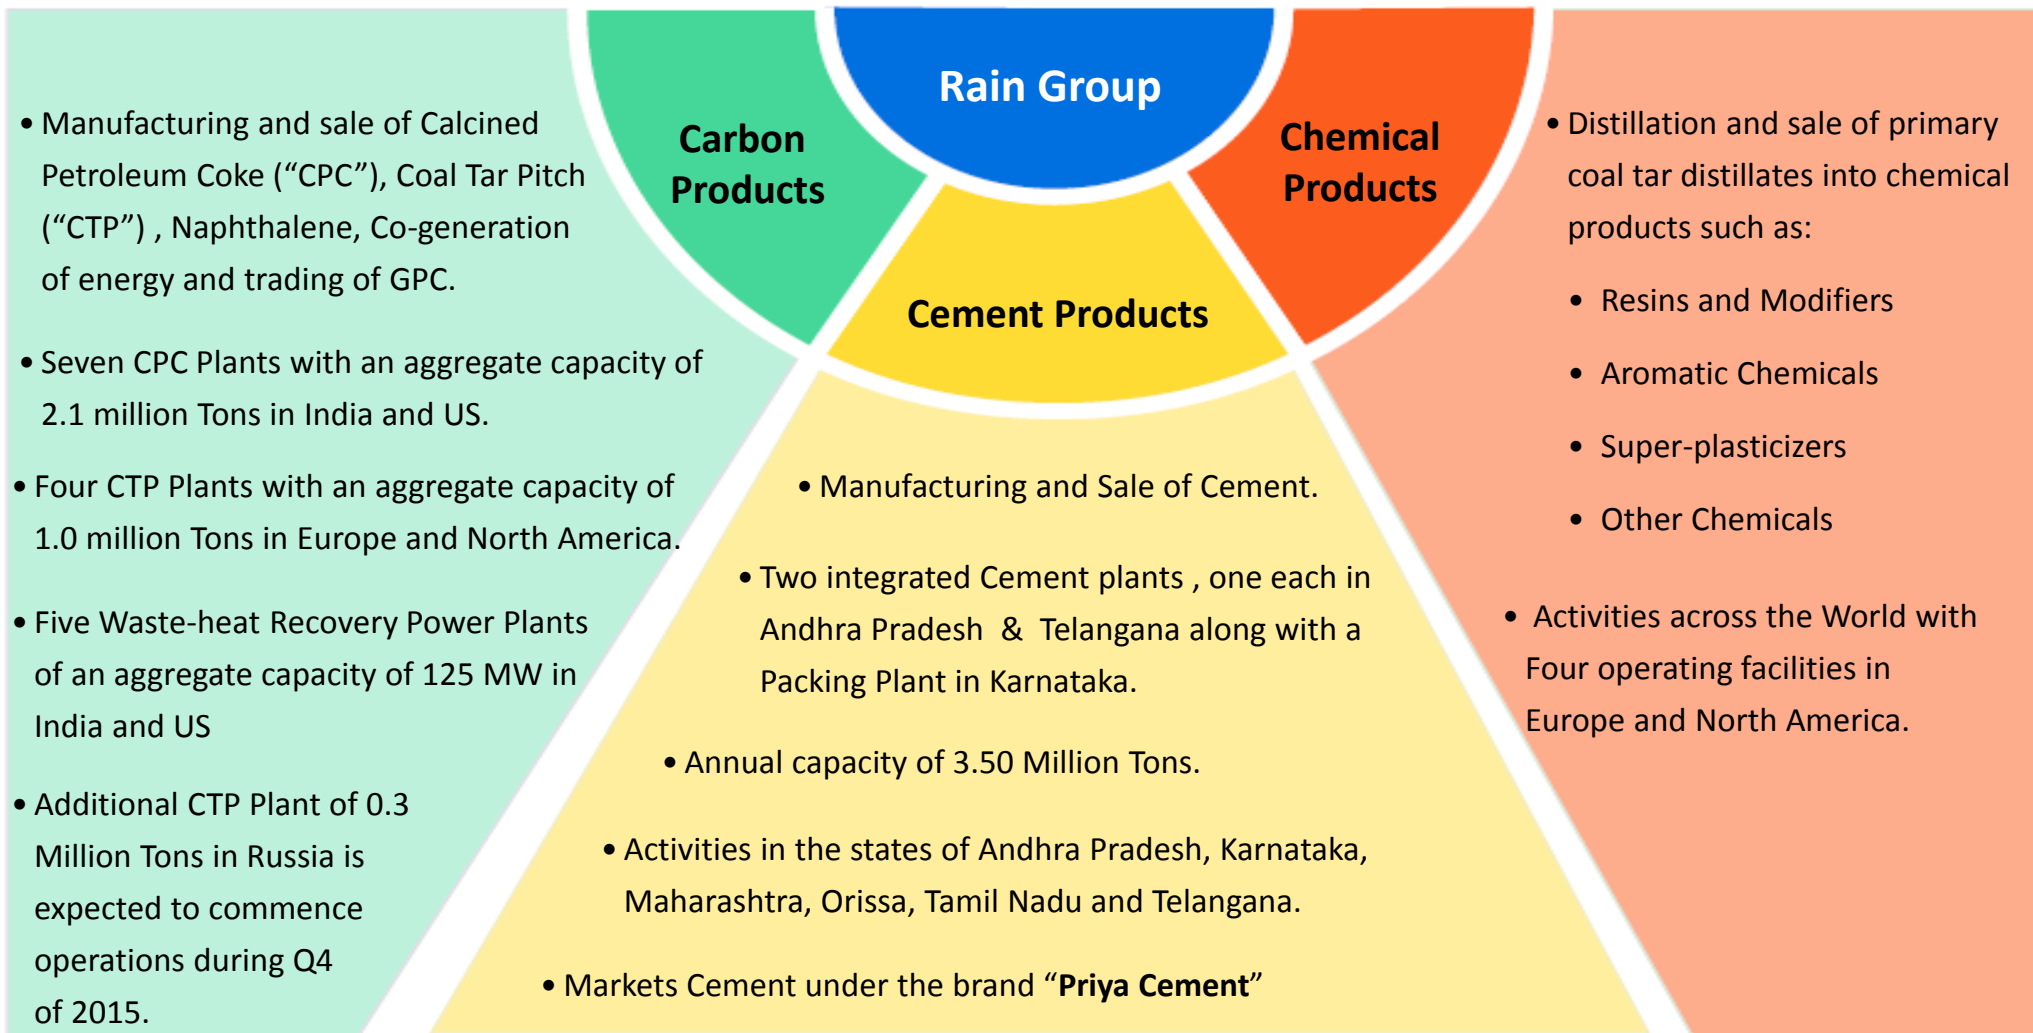 Rain Group
Carbon
Products
• Manufacturing and sale of Calcined
Petroleum Coke (“CPC”), Coal Tar Pitch
(“CTP”) , Naphthalene, Co-generation
of energy and trading of GPC.
• Seven CPC Plants with an aggregate capacity of
2.1 million Tons in India and US.
• Four CTP Plants with an aggregate capacity of
1.0 million Tons in Europe and North America.
• Five Waste-heat Recovery Power Plants
of an aggregate capacity of 125 MW in
India and US
• Additional CTP Plant of 0.3
Million Tons in Russia is
expected to commence
operations during Q4
of 2015.
Cement Products
• Manufacturing and Sale of Cement.
• Two integrated Cement plants , one each in
Andhra Pradesh & Telangana along with a
Packing Plant in Karnataka.
• Annual capacity of 3.50 Million Tons.
• Activities in the states of Andhra Pradesh, Karnataka,
Maharashtra, Orissa, Tamil Nadu and Telangana.
• Markets Cement under the brand “Priya Cement”
Chemical
Products
• Distillation and sale of primary
coal tar distillates into chemical
products such as:
• Resins and Modifiers
• Aromatic Chemicals
• Super-plasticizers
• Other Chemicals
• Activities across the World with
Four operating facilities in
Europe and North America.